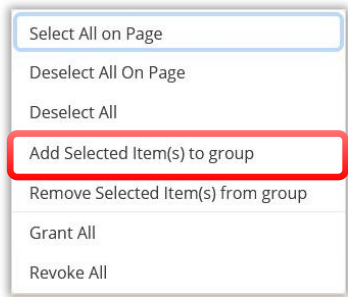 Select All on Page
Deselect All On Page
Deselect All
Add Selected Item(s) to group
Remove Selected Item(s) from group
Grant All
Revoke All